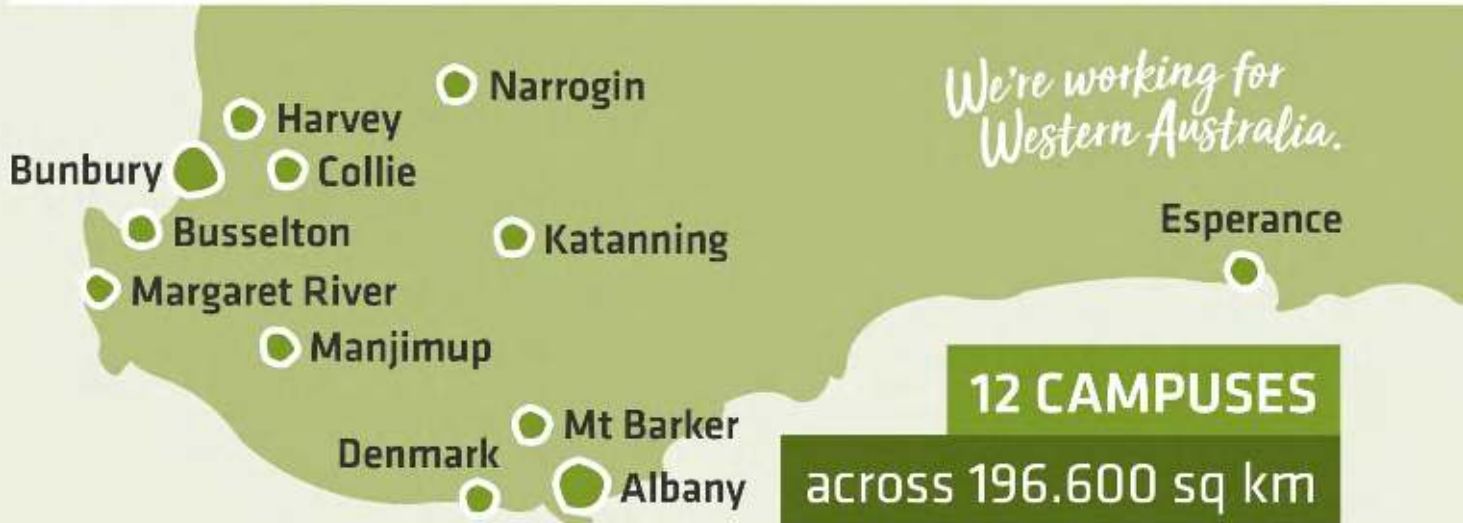 We're working for
Western Australia.
Narrogin
Harvey
Bunbury
Collie
Esperance
Busselton
Katanning
Margaret River
Manjimup
12 CAMPUSES
Mt Barker
Denmark
Albany
across 196.600 sq km